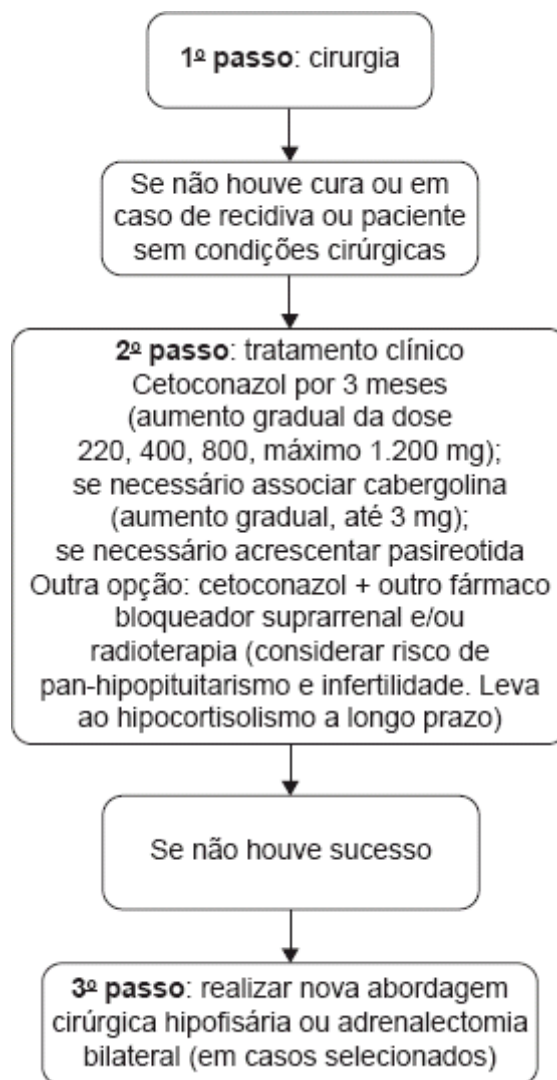 1º passo: cirurgia
Se não houve cura ou em
caso de recidiva ou paciente
sem condições cirúrgicas
2º passo: tratamento clínico
Cetoconazol por 3 meses
(aumento gradual da dose
220, 400, 800, máximo 1.200 mg);
se necessário associar cabergolina
(aumento gradual, até 3 mg);
se necessário acrescentar pasireotida
Outra opção: cetoconazol + outro fármaco
bloqueador suprarrenal e/ou
radioterapia (considerar risco de
pan-hipopituitarismo e infertilidade. Leva
ao hipocortisolismo a longo prazo)
Se não houve sucesso
3º passo: realizar nova abordagem
cirúrgica hipofisária ou adrenalectomia
bilateral (em casos selecionados)